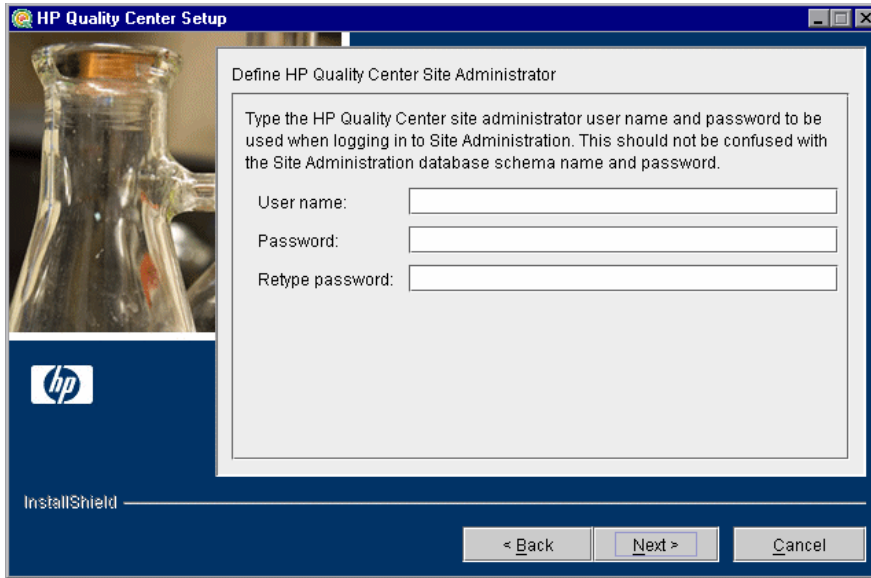 HP Quality Center Setup
Define HP Quality Center Site Administrator
Type the HP Quality Center site administrator user name and password to be
used when logging in to Site Administration. This should not be confused with
the Site Administration database schema name and password.
User name:
Password:
Retype password:
hp
InstallShield
< Back
Next >
Cancel